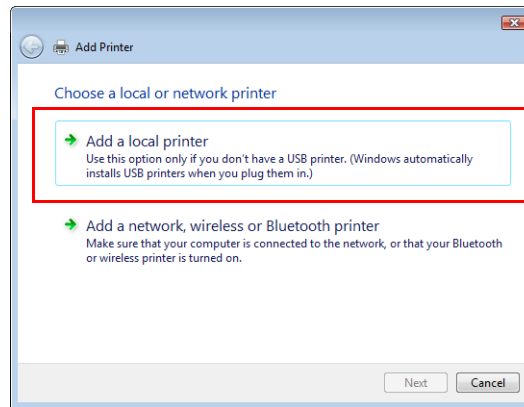 Add Printer
Choose a local or network printer
Add a local printer
Use this option only if you don't have a USB printer. (Windows automatically
installs USB printers when you plug them in.)
Add a network, wireless or Bluetooth printer
Make sure that your computer is connected to the network, or that your Bluetooth
or wireless printer is turned on.
Next Cancel